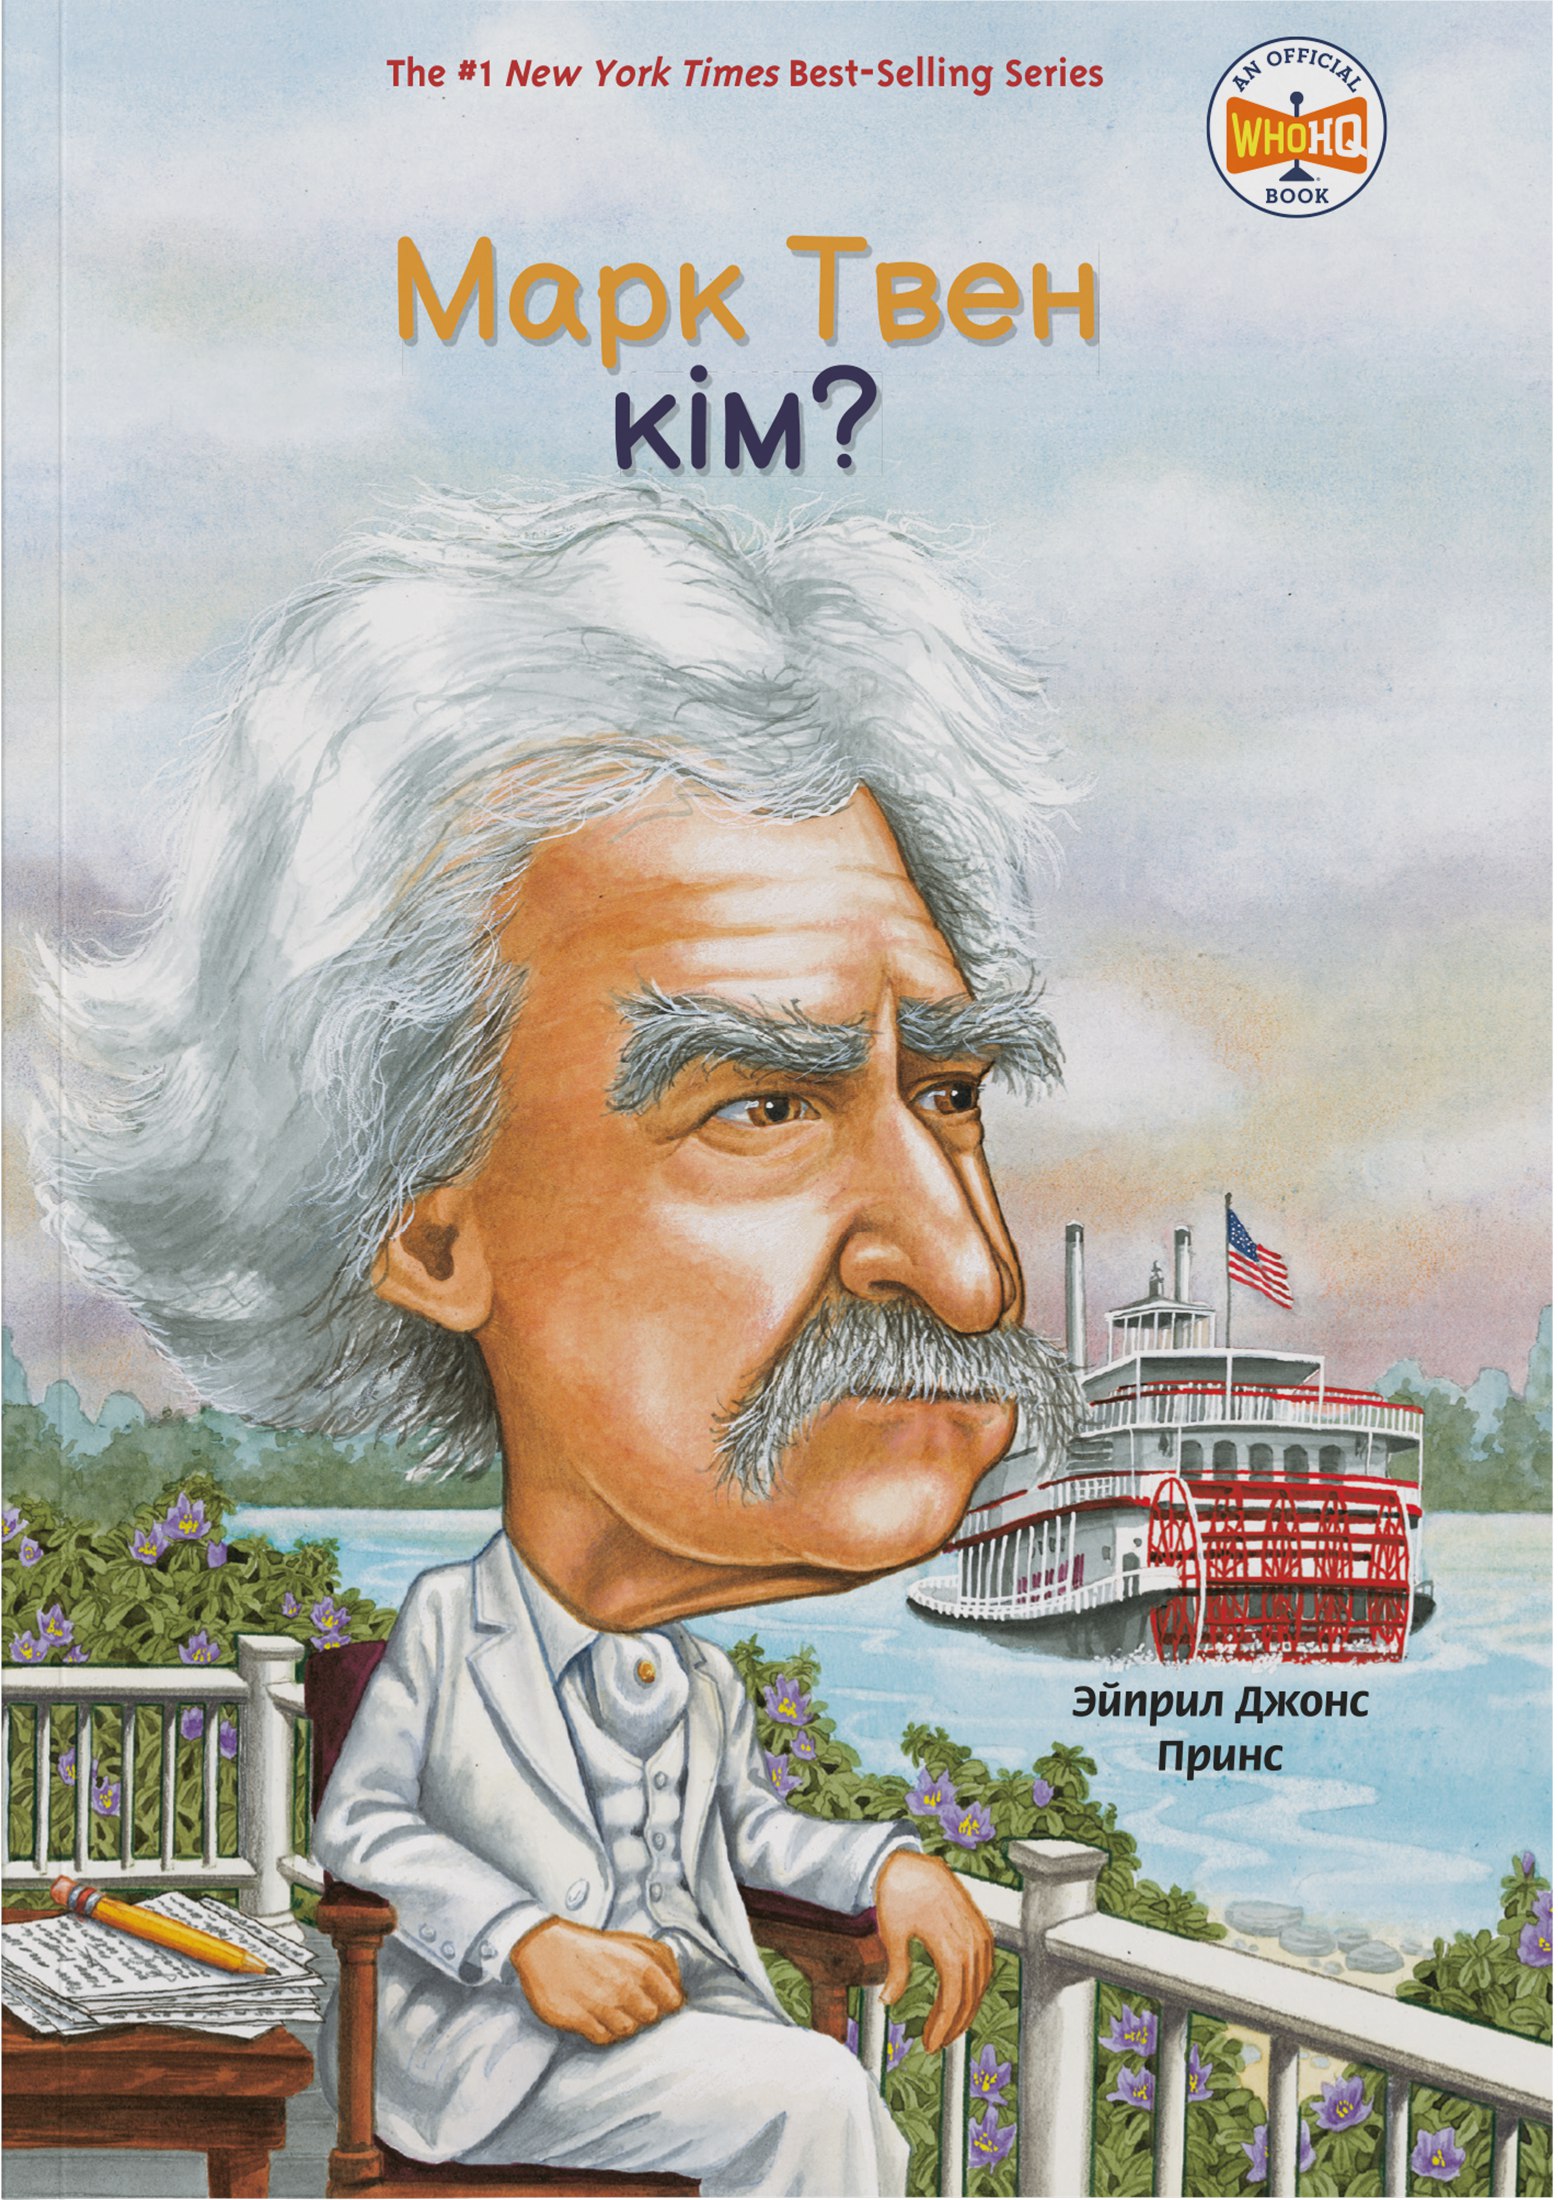 The #1 New York Times Best-Selling Series
AN OFFICIAL
WHOHQ
BOOK
Марк Твен
кім?
Эйприл Джонс
Принс